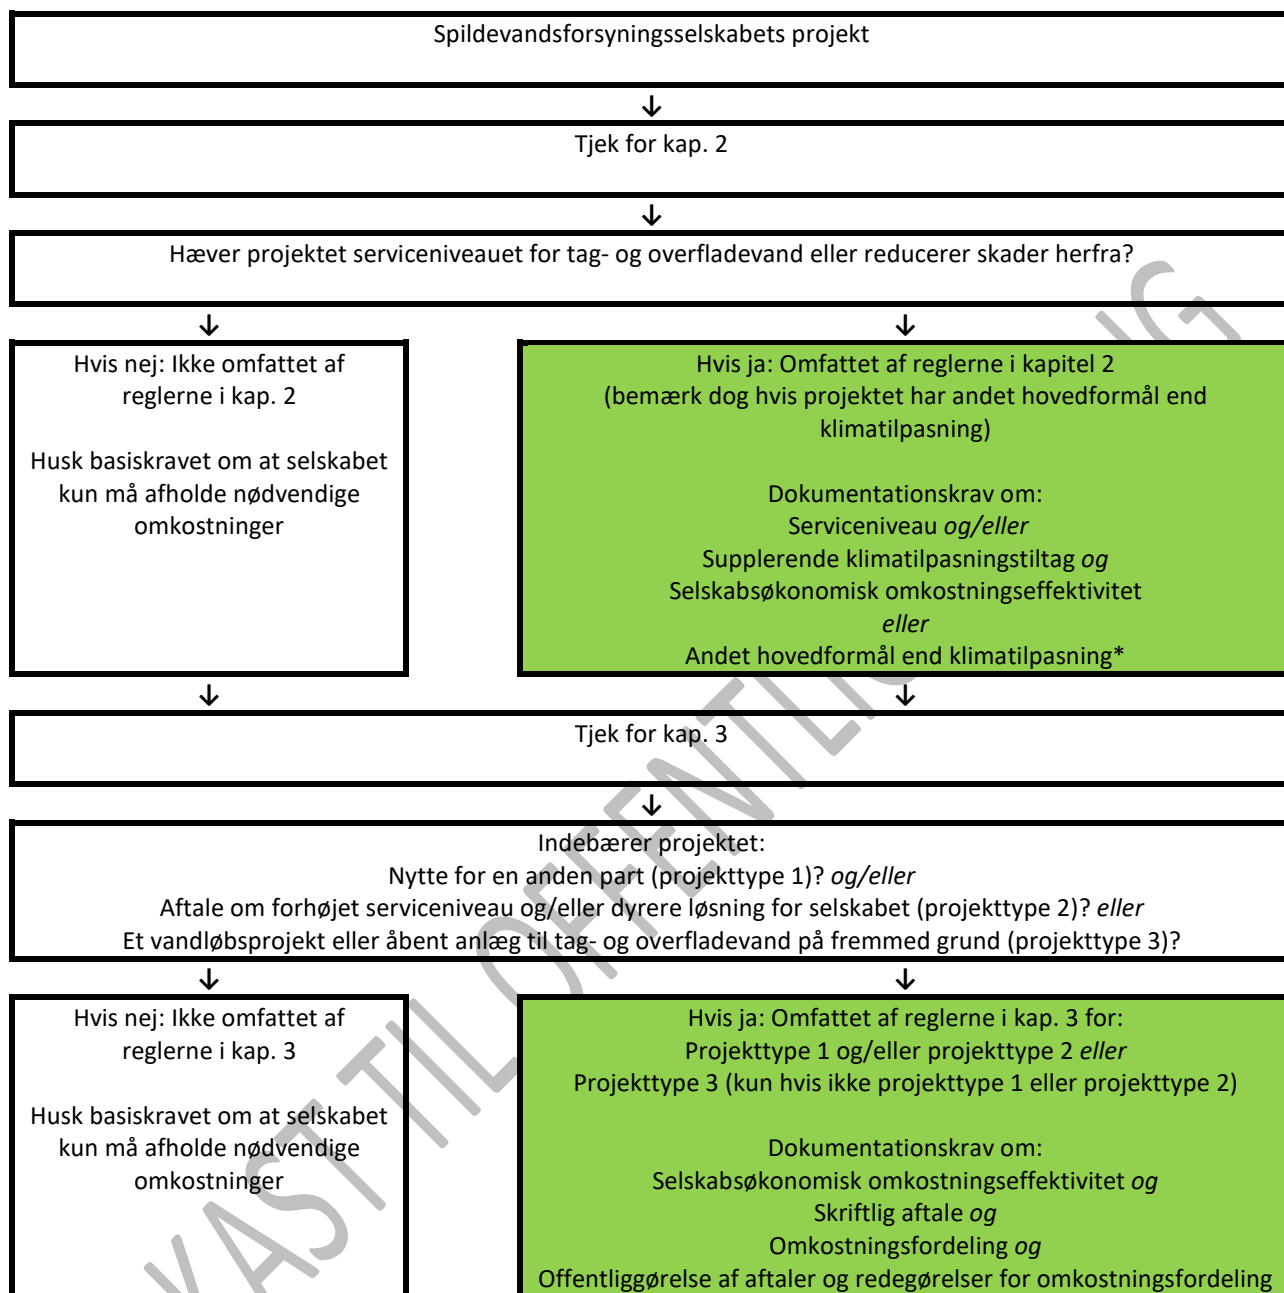 Spildevandsforsyningsselskabets projekt
↓
Tjek for kap. 2
↓
Hæver projektet serviceniveauet for tag- og overfladevand eller reducerer skader herfra?
↓
Hvis nej: Ikke omfattet af
reglerne i kap. 2
Husk basiskravet om at selskabet
kun må afholde nødvendige
omkostninger
↓
↓
Hvis ja: Omfattet af reglerne i kapitel 2
(bemærk dog hvis projektet har andet hovedformål end
klimatilpasning)
Dokumentationskrav om:
Serviceniveau og/eller
Supplerende klimatilpasningstiltag og
Selskabsøkonomisk omkostningseffektivitet
eller
Andet hovedformål end klimatilpasning*
↓
Tjek for kap. 3
↓
Indebærer projektet:
Nytte for en anden part (projekttype 1)? og/eller
Aftale om forhøjet serviceniveau og/eller dyrere løsning for selskabet (projekttype 2)? eller
Et vandløbsprojekt eller åbent anlæg til tag- og overfladevand på fremmed grund (projekttype 3)?
↓
Hvis nej: Ikke omfattet af
reglerne i kap. 3
Husk basiskravet om at selskabet
kun må afholde nødvendige
omkostninger
↓
Hvis ja: Omfattet af reglerne i kap. 3 for:
Projekttype 1 og/eller projekttype 2 eller
Projekttype 3 (kun hvis ikke projekttype 1 eller projekttype 2)
Dokumentationskrav om:
Selskabsøkonomisk omkostningseffektivitet og
Skriftlig aftale og
Omkostningsfordeling og
Offentliggørelse af aftaler og redegørelser for omkostningsfordeling